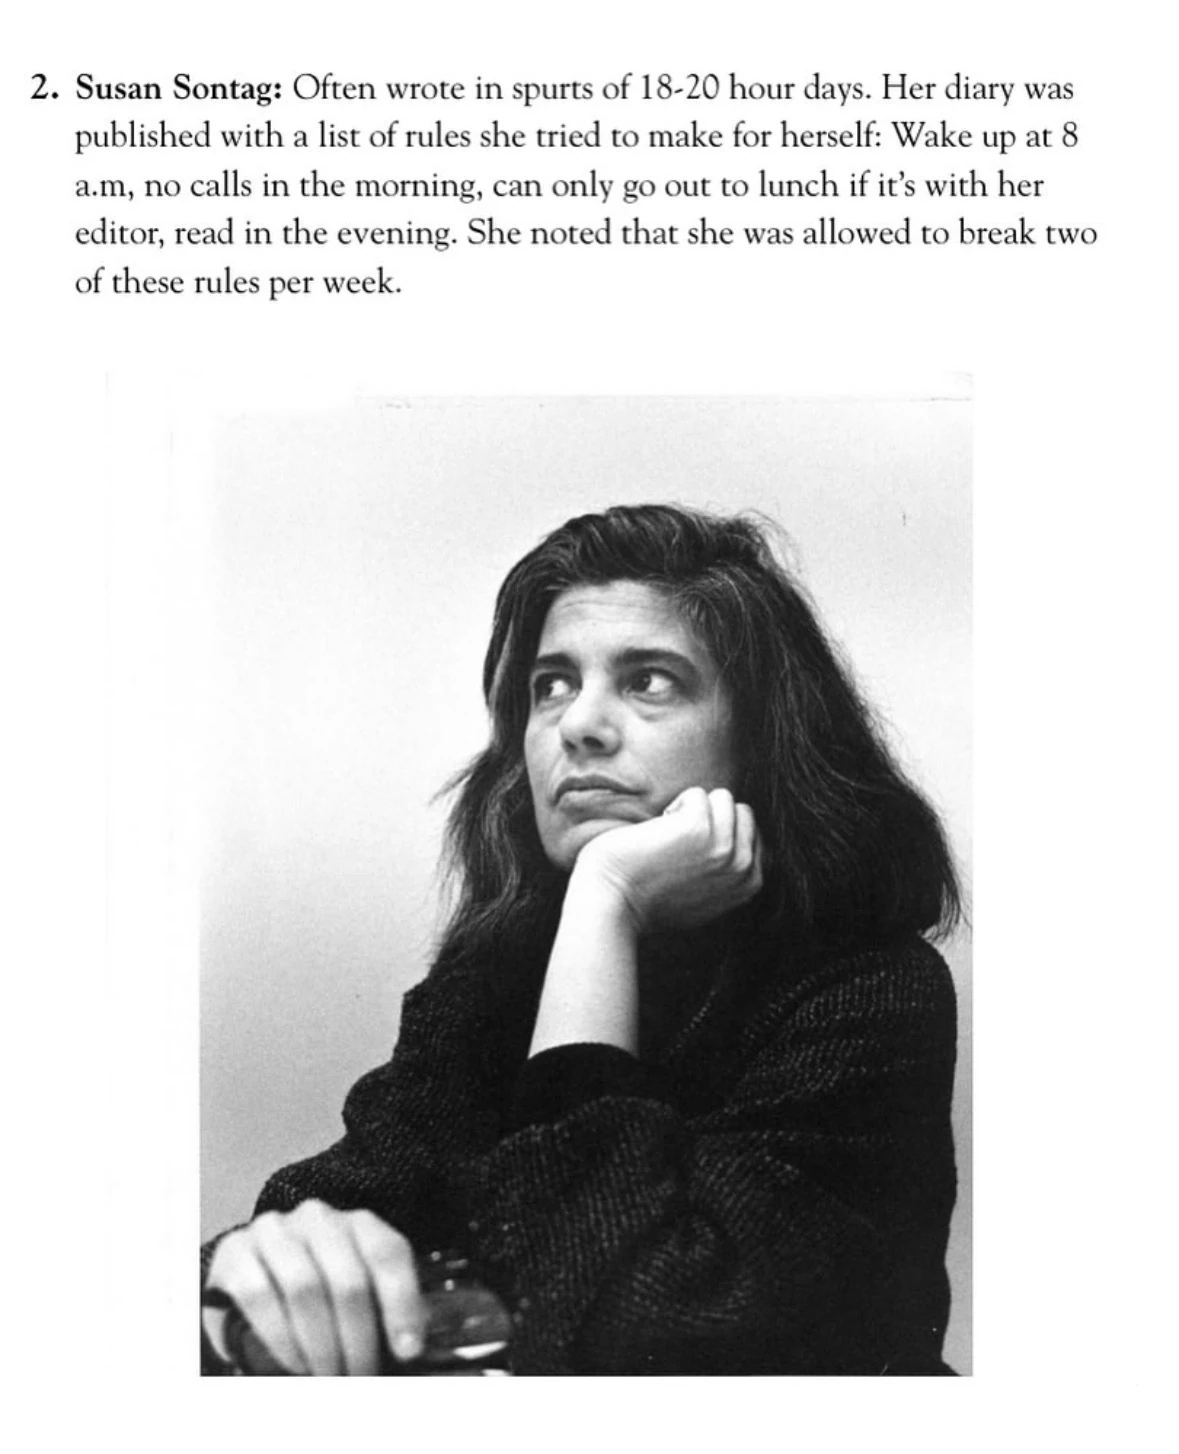 2. Susan Sontag: Often wrote in spurts of 18-20 hour days. Her diary was
published with a list of rules she tried to make for herself: Wake up at 8
a.m, no calls in the morning, can only go out to lunch if it’s with her
editor, read in the evening. She noted that she was allowed to break two
of these rules per week.